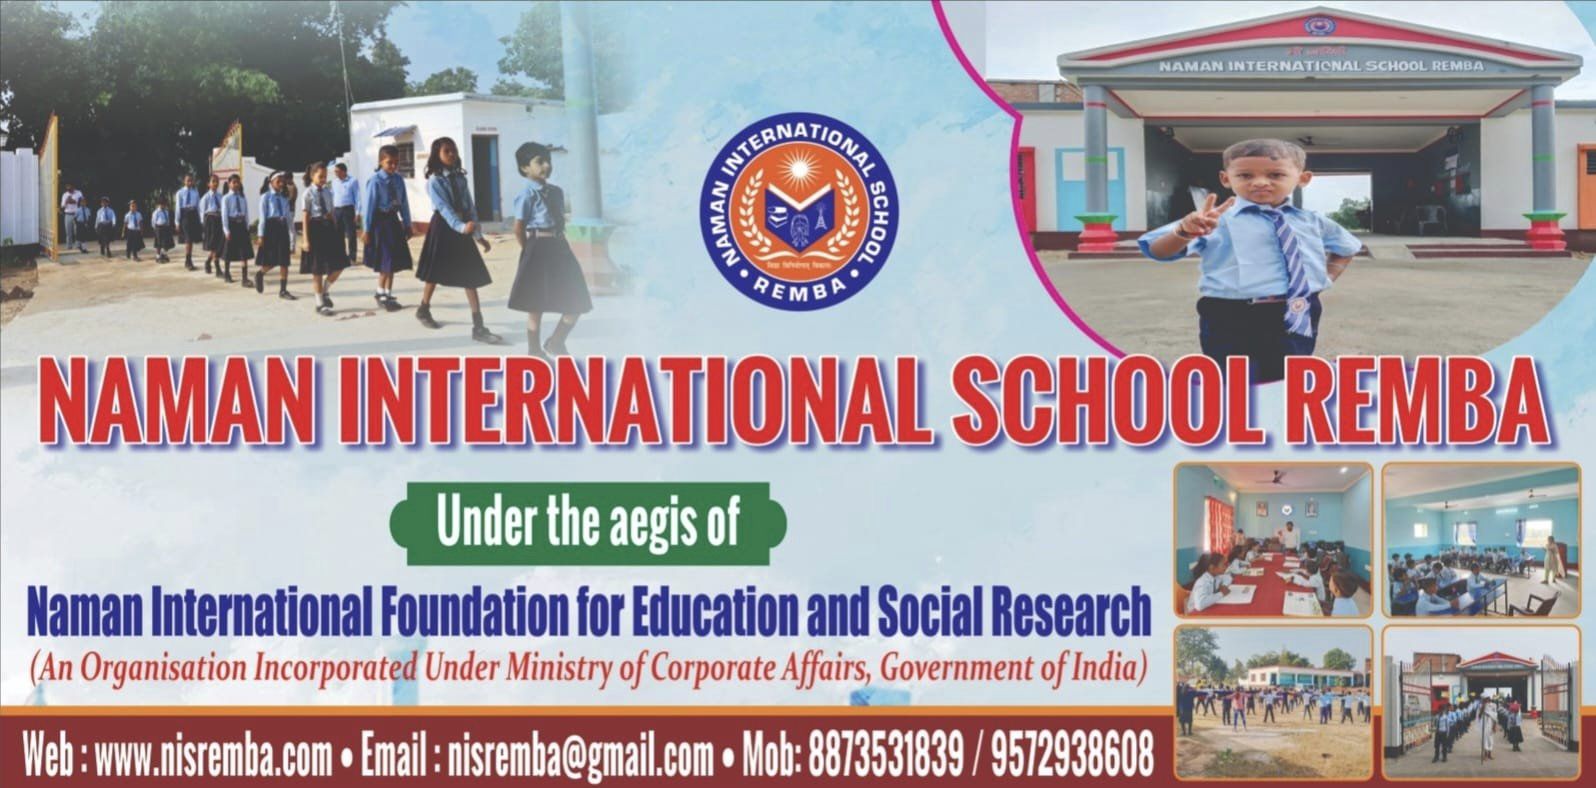 NAMAN INTERNATIONAL SCHOOL REMBA
NAMAN INTERNATIONAL SCHOOL
• REMBA •
NAMAN INTERNATIONAL SCHOOL REMBA
Under the aegis of
Naman International Foundation for Education and Social Research
(An Organisation Incorporated Under Ministry of Corporate Affairs, Government of India)
Web : www.nisremba.com • Email : nisremba@gmail.com • Mob: 8873531839 / 9572938608